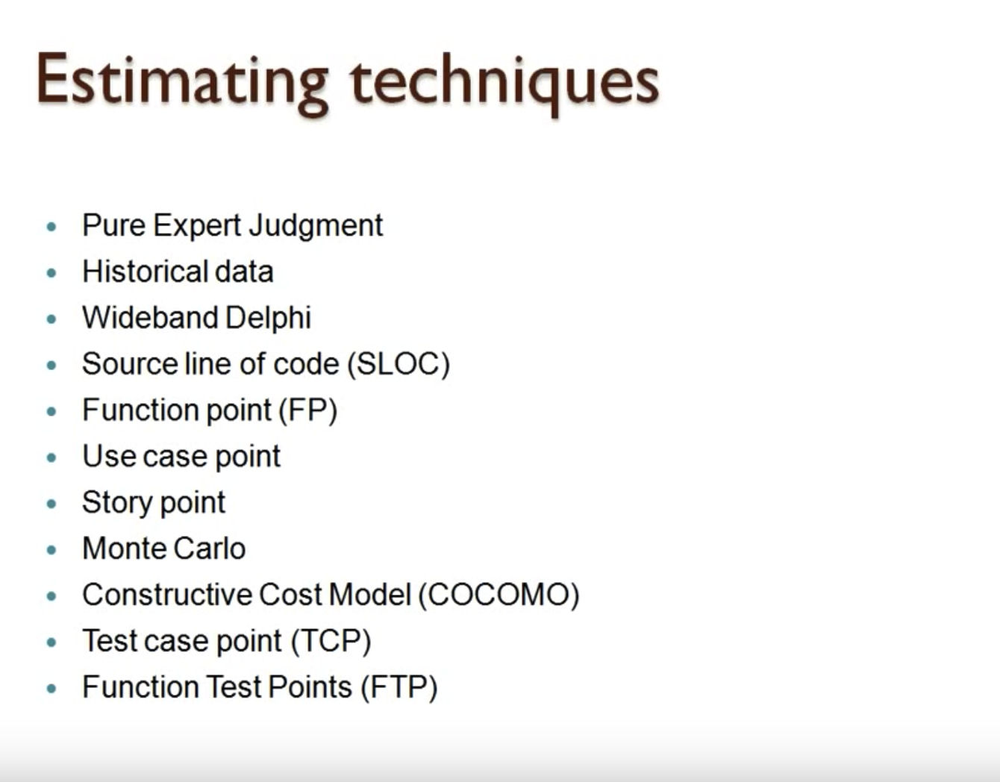 Estimating techniques
• Pure Expert Judgment
• Historical data
• Wideband Delphi
• Source line of code (SLOC)
• Function point (FP)
• Use case point
• Story point
• Monte Carlo
• Constructive Cost Model (COCOMO)
• Test case point (TCP)
• Function Test Points (FTP)